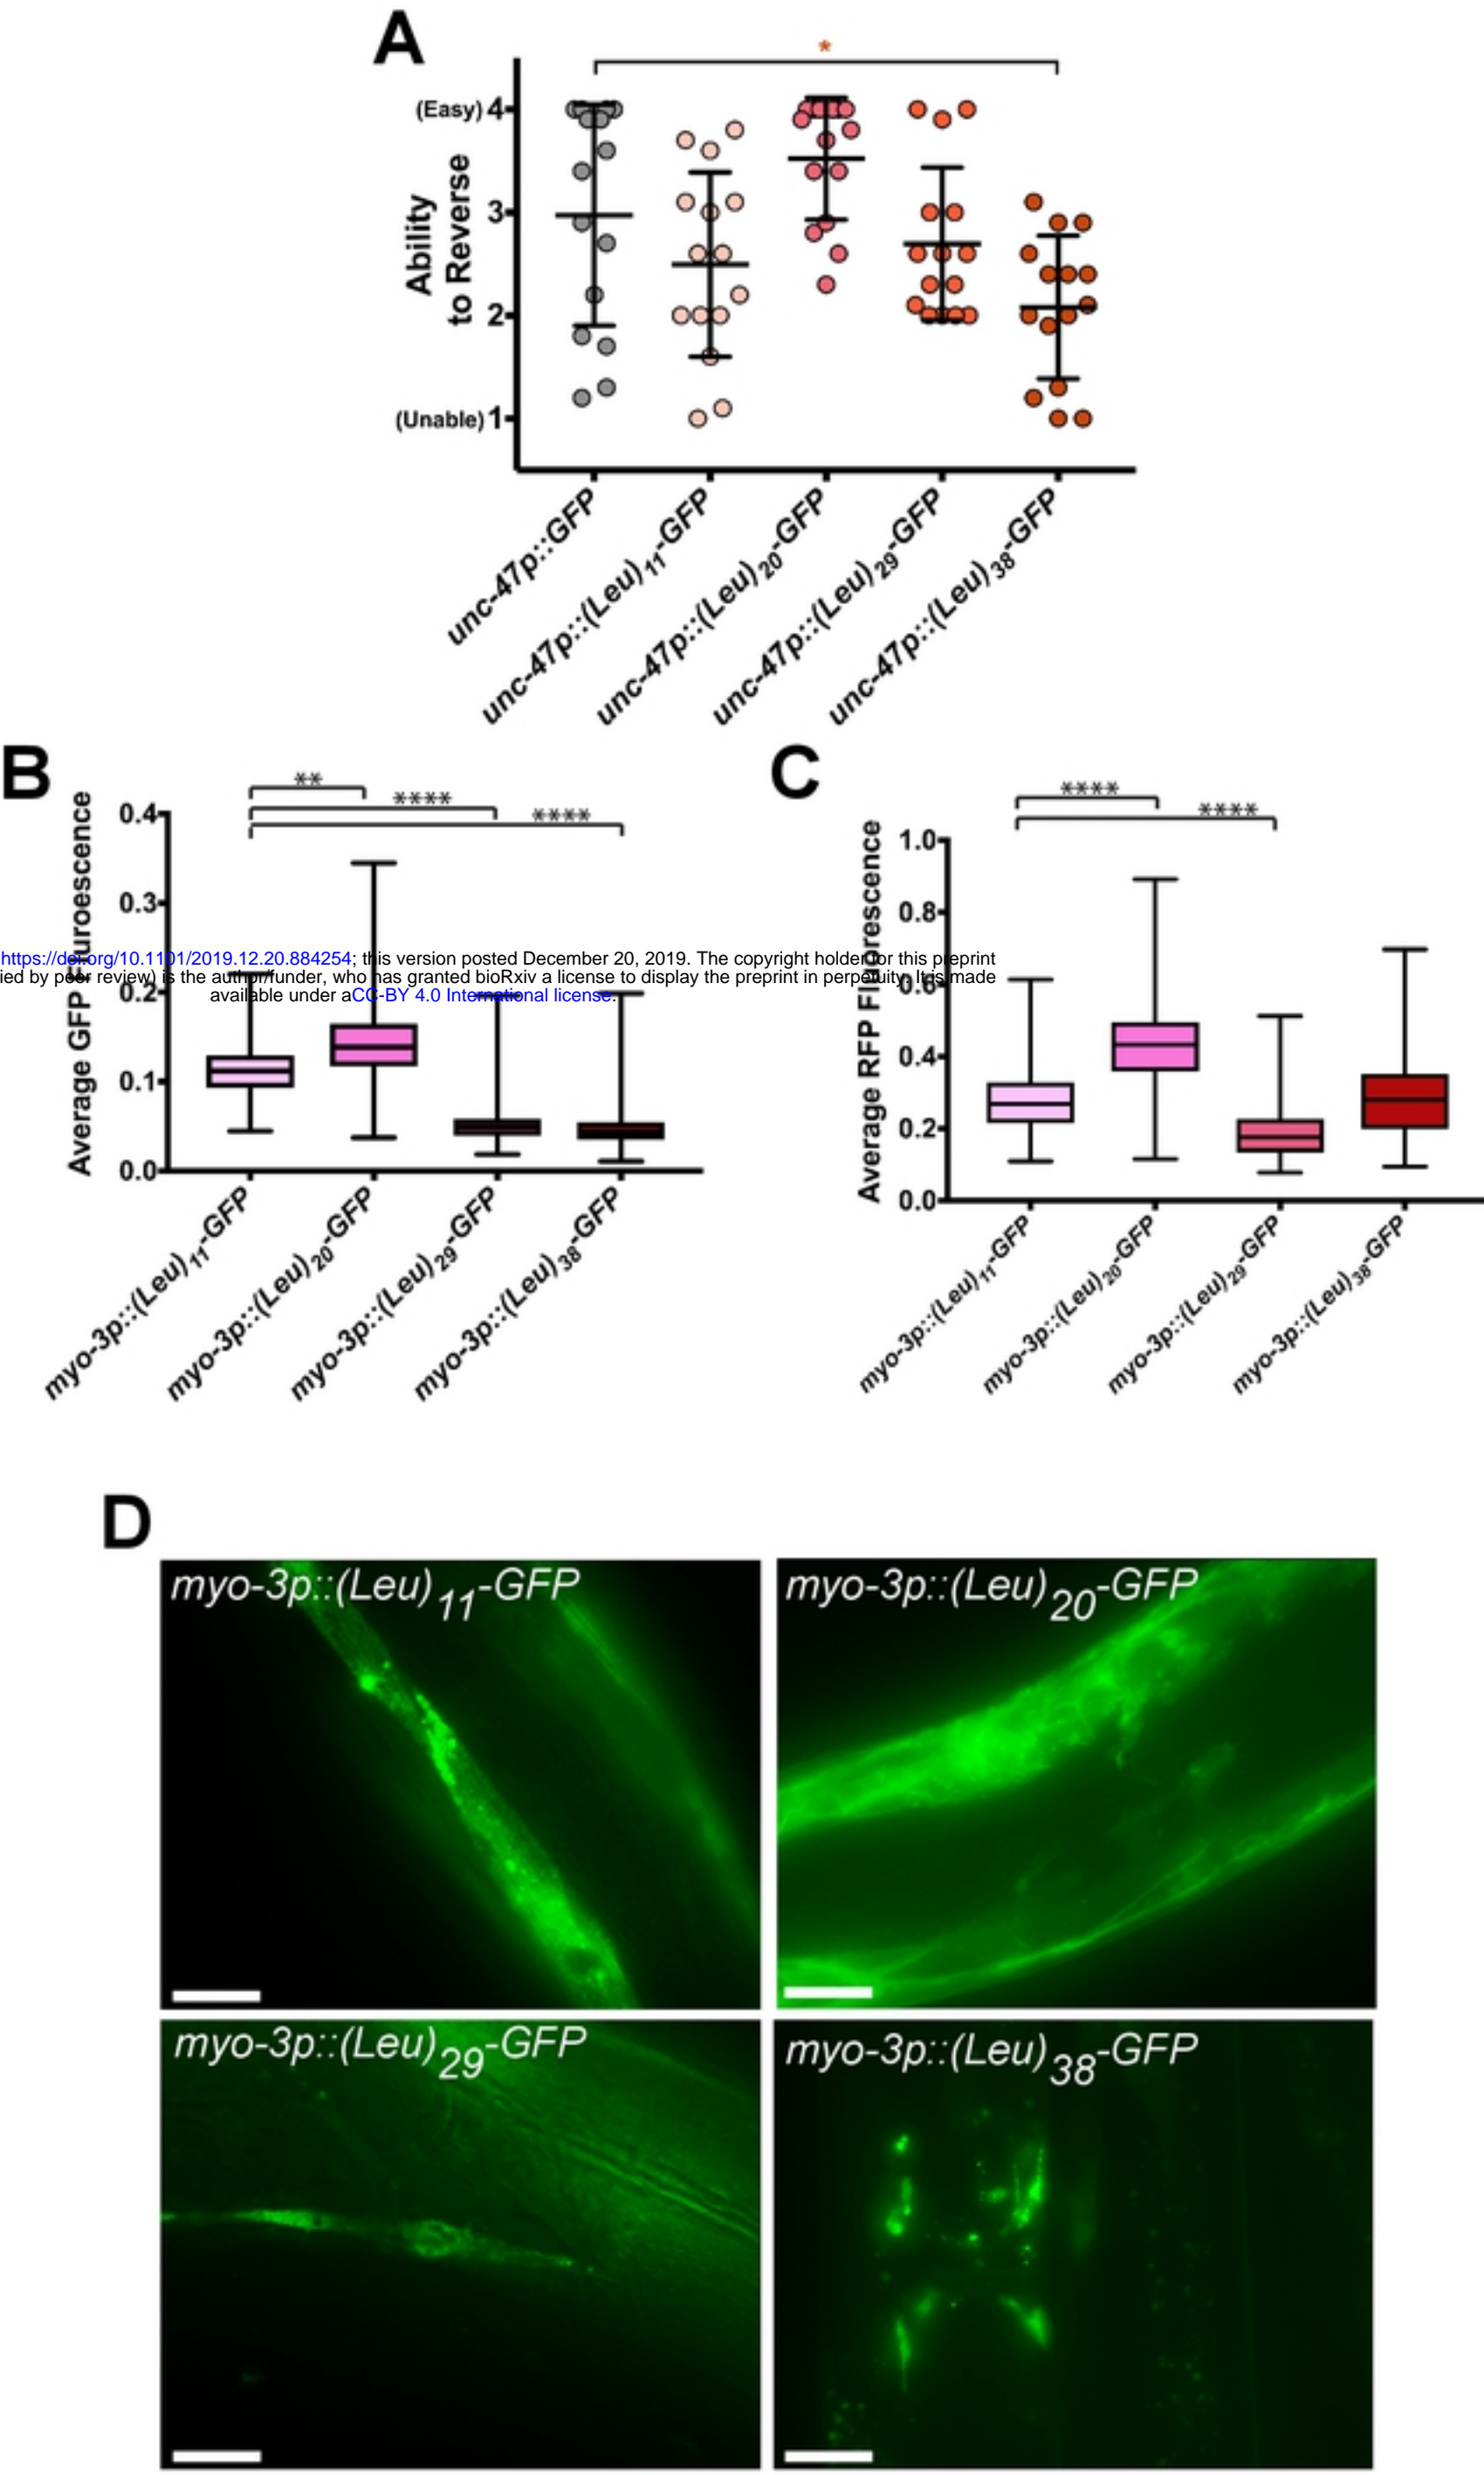 A
*
(Easy) 4
3
2
(Unable) 1
Ability
to Reverse
unc-47p::GFP
unc-47p::(Leu)11-GFP
unc-47p::(Leu)20-GFP
unc-47p::(Leu)29-GFP
unc-47p::(Leu)38-GFP
B
**
****
****
0.4
0.3
0.2
0.1
0.0
Average GFP Fluroescence
myo-3p::(Leu)11-GFP
myo-3p::(Leu)20-GFP
myo-3p::(Leu)29-GFP
myo-3p::(Leu)38-GFP
C
****
****
1.0
0.8
0.6
0.4
0.2
0.0
Average RFP Fluorescence
myo-3p::(Leu)11-GFP
myo-3p::(Leu)20-GFP
myo-3p::(Leu)29-GFP
myo-3p::(Leu)38-GFP
https://doi.org/10.1101/2019.12.20.884254; this version posted December 20, 2019. The copyright holder for this preprint
ied by peer review) is the author/funder, who has granted bioRxiv a license to display the preprint in perpetuity. It is made
available under aCC-BY 4.0 International license.
D
myo-3p::(Leu)11-GFP
myo-3p::(Leu)20-GFP
myo-3p::(Leu)29-GFP
myo-3p::(Leu)38-GFP